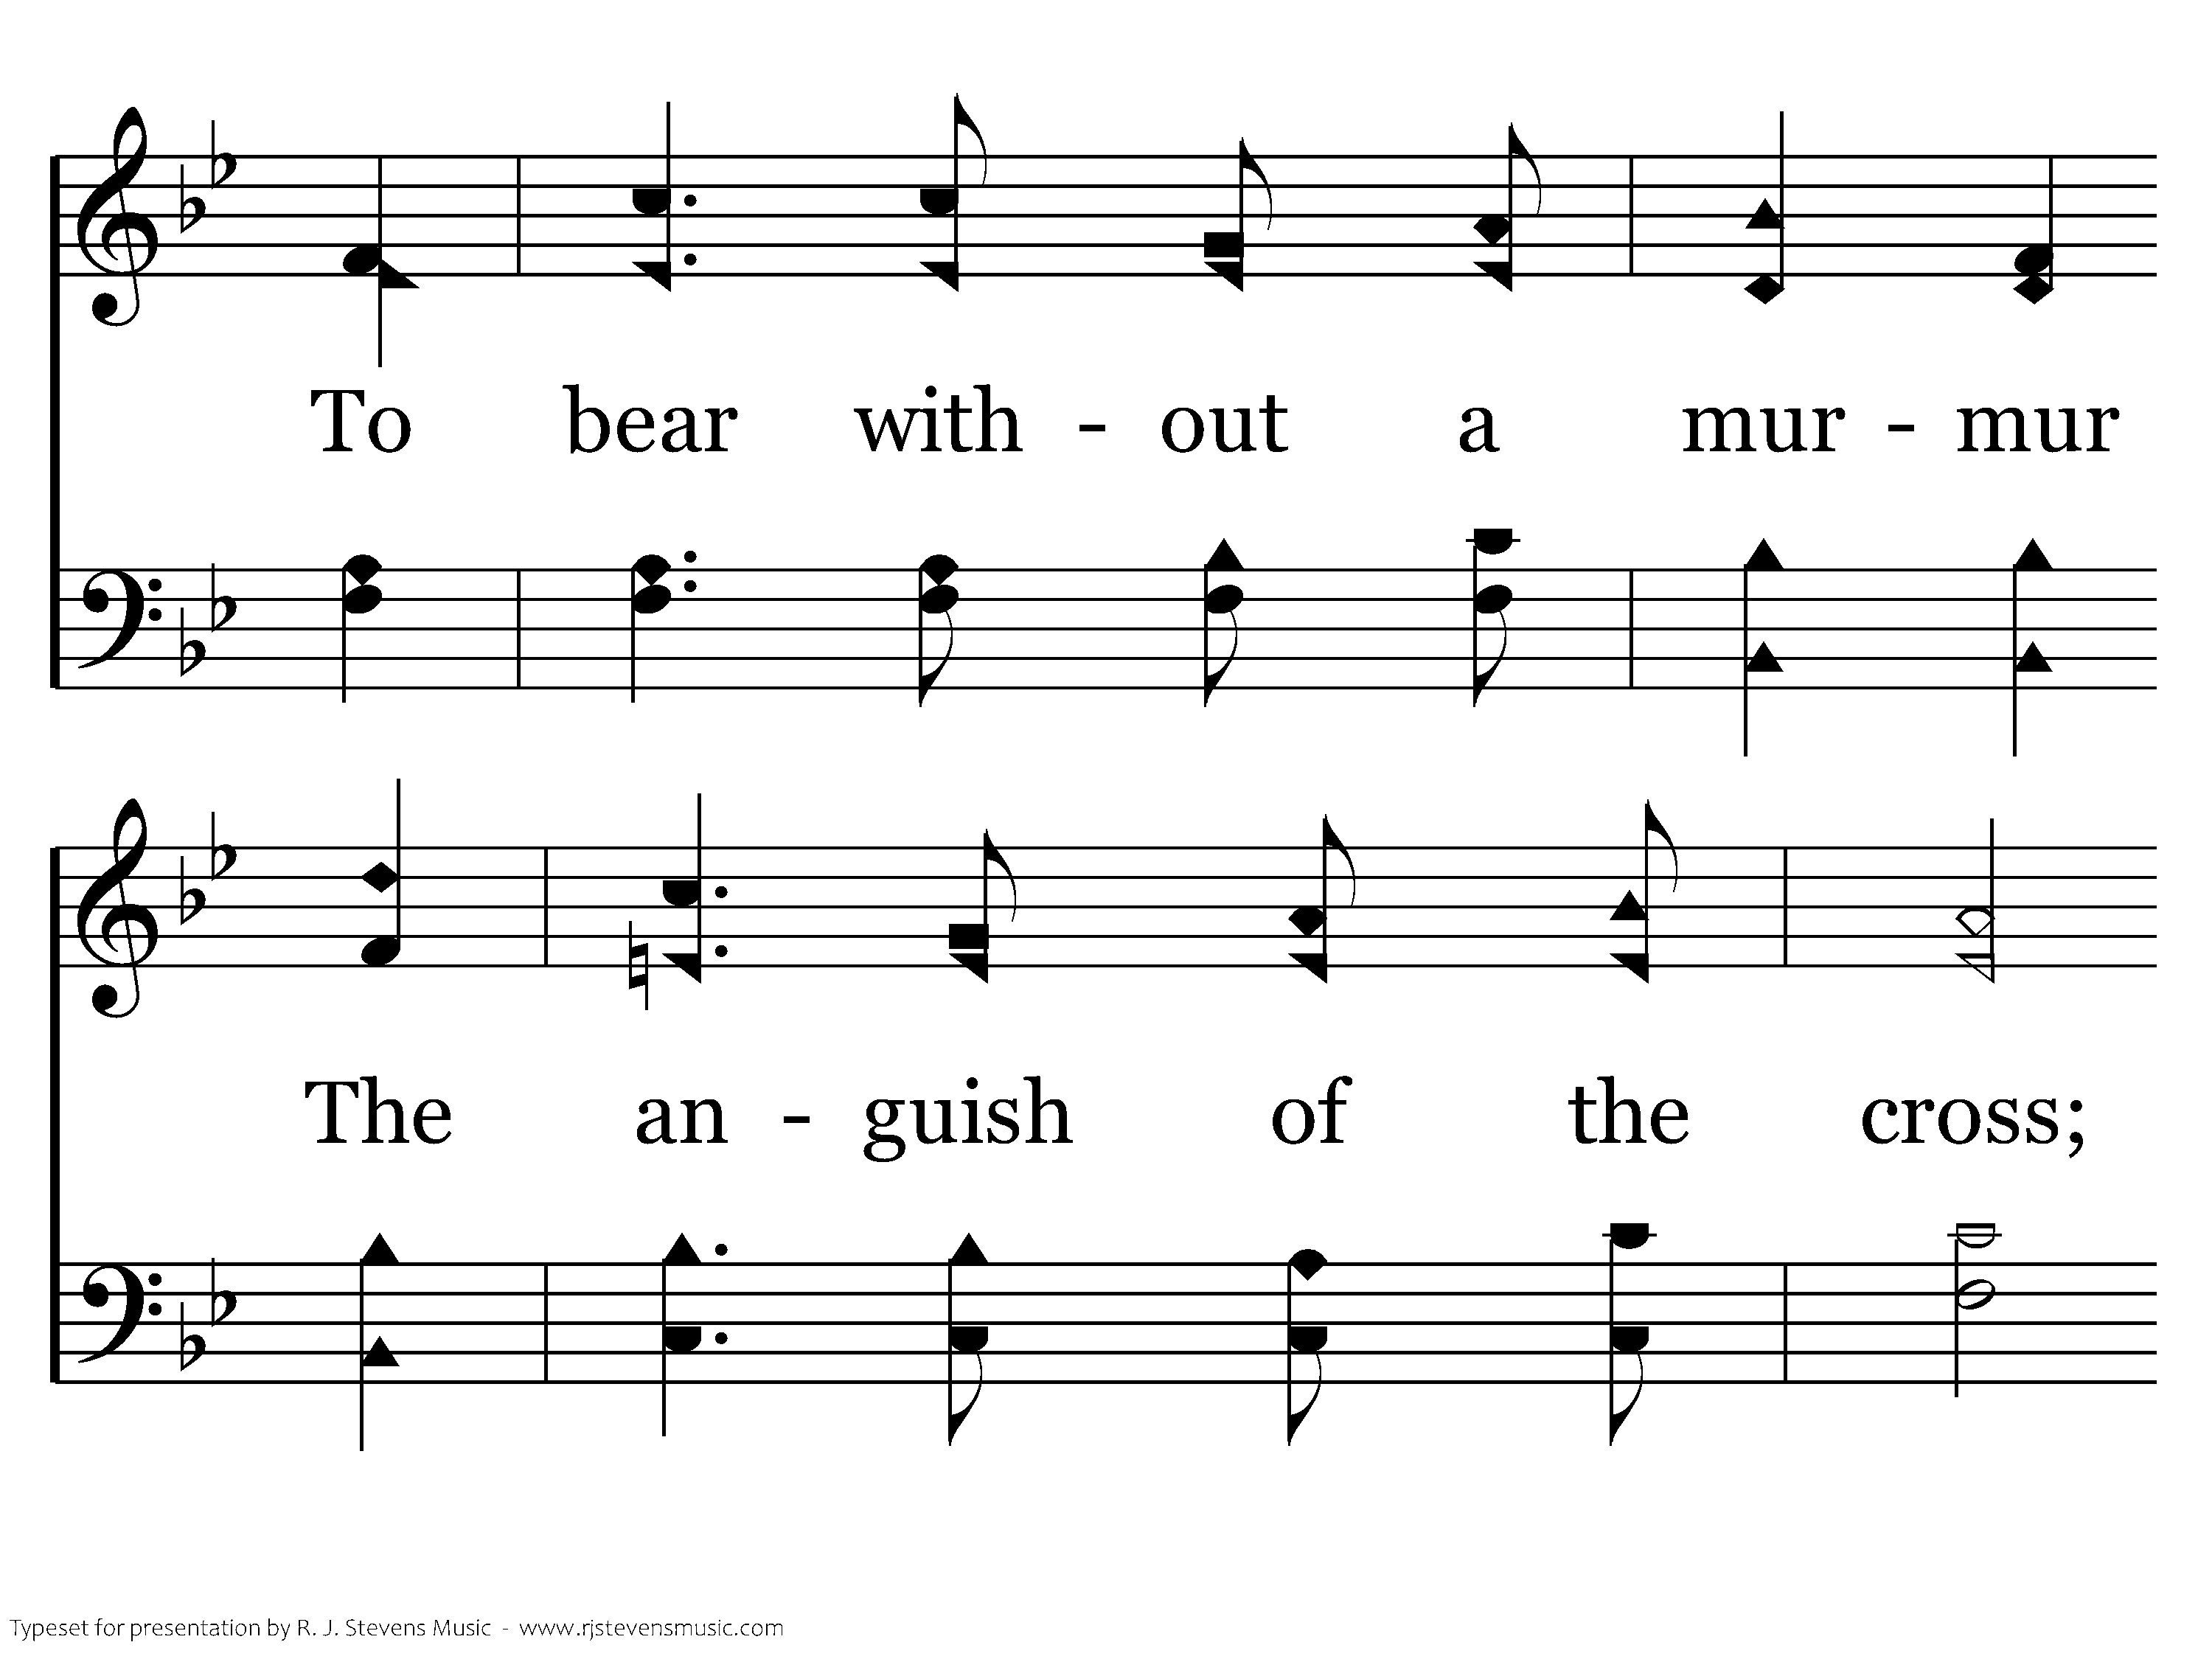 To bear with - out a mur - mur
The an - guish of the cross;
Typeset for presentation by R. J. Stevens Music - www.rjstevensmusic.com